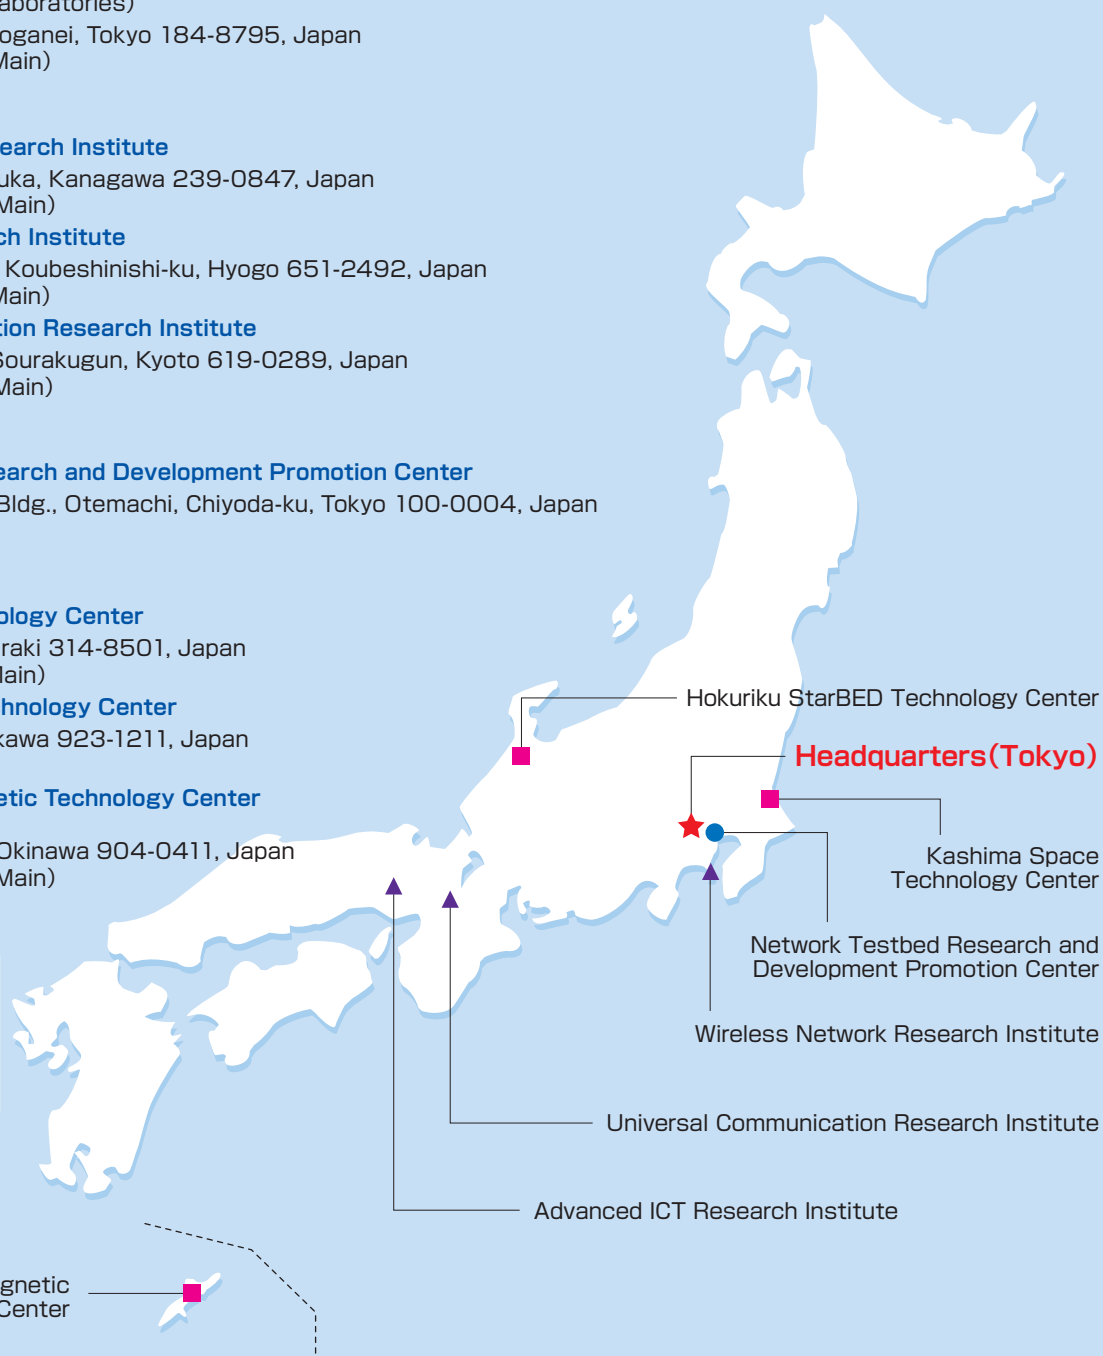 aboratories)
oganei, Tokyo 184-8795, Japan
Main)
earch Institute
uka, Kanagawa 239-0847, Japan
Main)
ch Institute
Koubeshinishi-ku, Hyogo 651-2492, Japan
Main)
tion Research Institute
Sourakugun, Kyoto 619-0289, Japan
Main)
earch and Development Promotion Center
Bldg., Otemachi, Chiyoda-ku, Tokyo 100-0004, Japan
ology Center
raki 314-8501, Japan
Main)
chnology Center
kawa 923-1211, Japan
etic Technology Center
Okinawa 904-0411, Japan
Main)
Hokuriku StarBED Technology Center
Headquarters(Tokyo)
Kashima Space
Technology Center
Network Testbed Research and
Development Promotion Center
Wireless Network Research Institute
Universal Communication Research Institute
Advanced ICT Research Institute
gnetic
Center